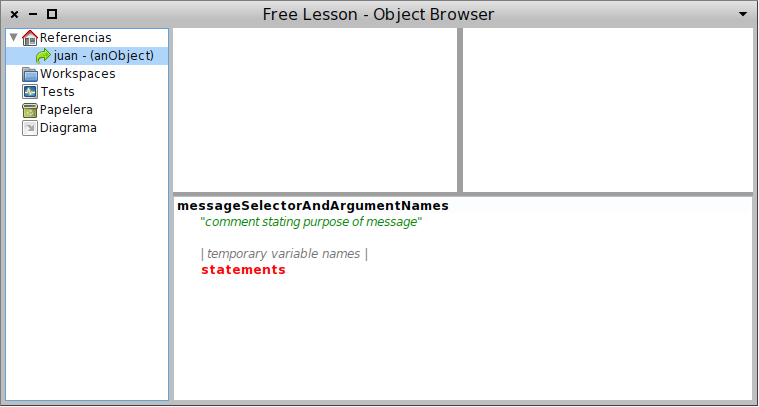 Free Lesson - Object Browser
Referencias
juan - (anObject)
Workspaces
Tests
Papelera
Diagrama
messageSelectorAndArgumentNames
"comment stating purpose of message"
| temporary variable names |
statements